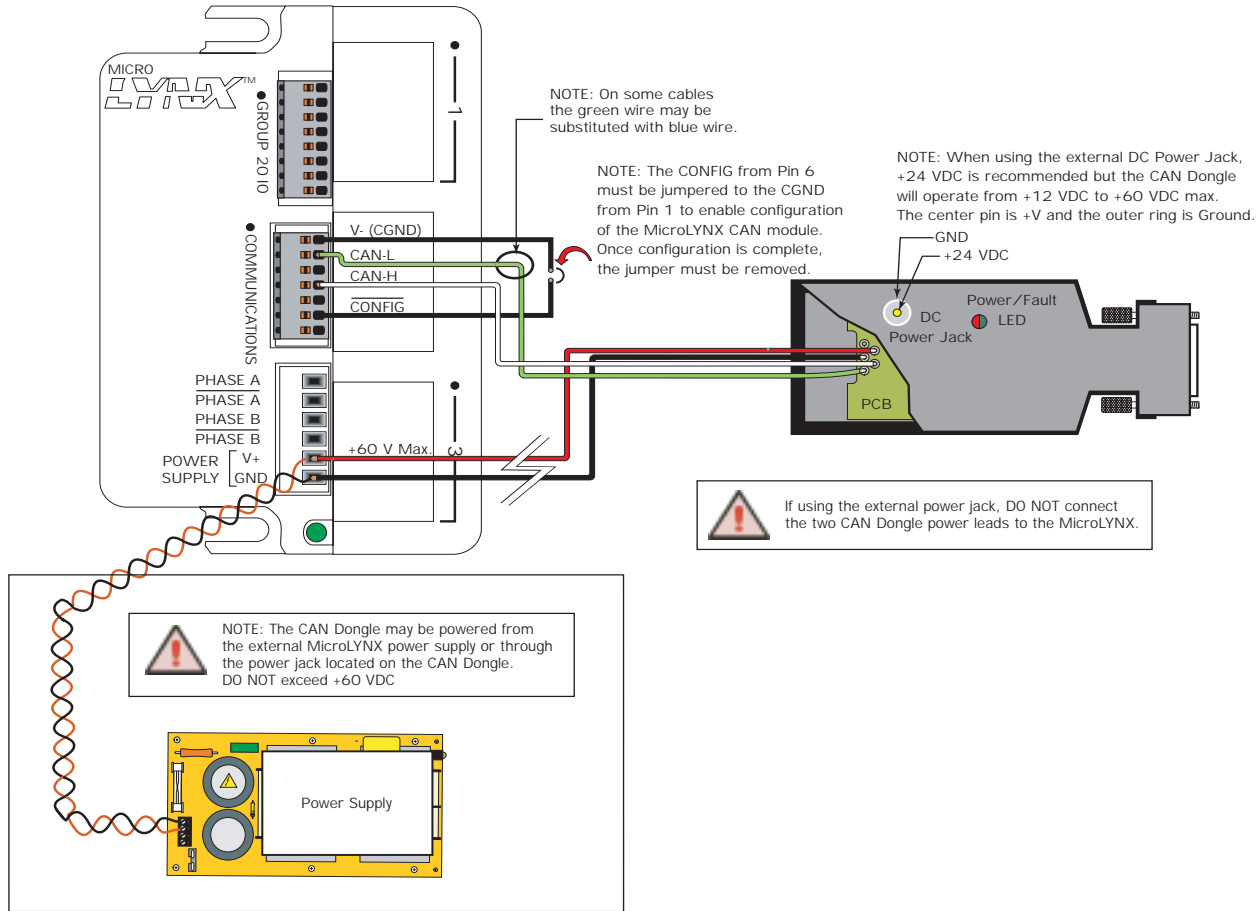 MICRO
LYNX™
GROUP 20 IO
1
NOTE: On some cables
the green wire may be
substituted with blue wire.
NOTE: The CONFIG from Pin 6
must be jumpered to the CGND
from Pin 1 to enable configuration
of the MicroLYNX CAN module.
Once configuration is complete,
the jumper must be removed.
NOTE: When using the external DC Power Jack,
+24 VDC is recommended but the CAN Dongle
will operate from +12 VDC to +60 VDC max.
The center pin is +V and the outer ring is Ground.
GND
+24 VDC
COMMUNICATIONS
V- (CGND)
CAN-L
CAN-H
CONFIG
DC
Power Jack
Power/Fault
LED
PCB
PHASE A
PHASE A
PHASE B
PHASE B
POWER
SUPPLY
V+
GND
+60 V Max.
3
If using the external power jack, DO NOT connect
the two CAN Dongle power leads to the MicroLYNX.
NOTE: The CAN Dongle may be powered from
the external MicroLYNX power supply or through
the power jack located on the CAN Dongle.
DO NOT exceed +60 VDC
Power Supply